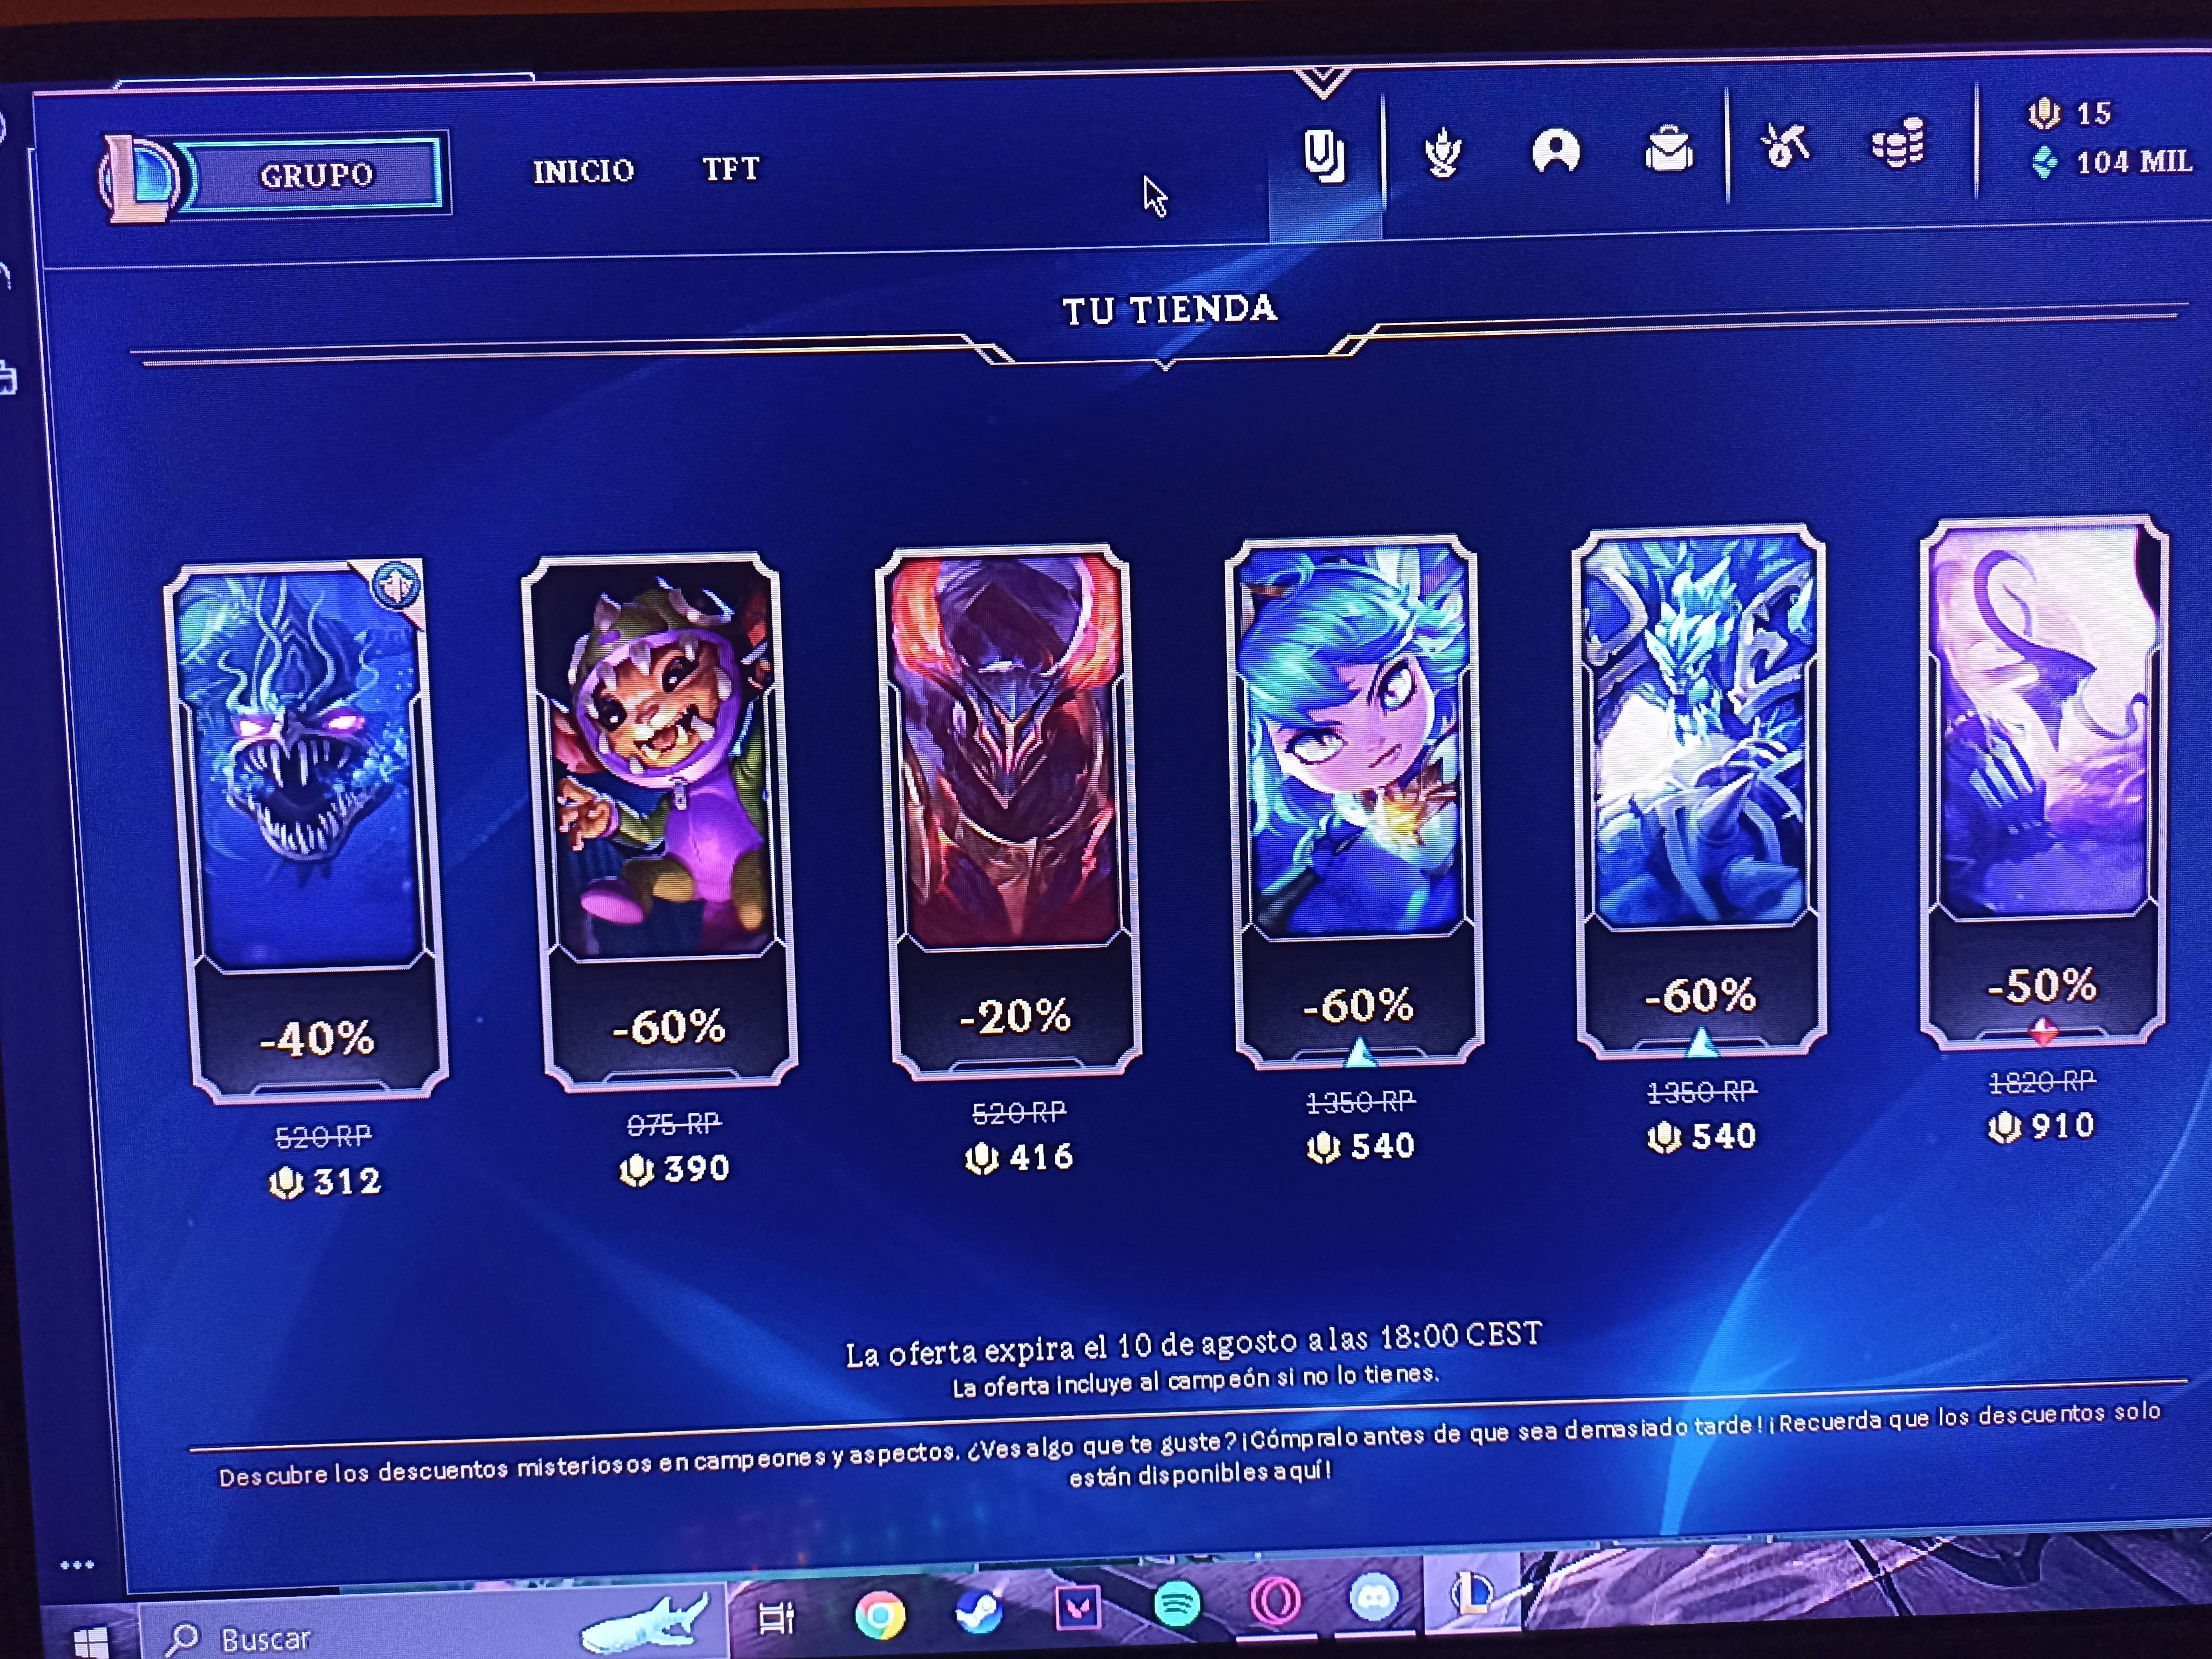 GRUPO
INICIO
TFT
15
104 MIL
TU TIENDA
-40%
-60%
-20%
-60%
-60%
-50%
520 RP
975 RP
520 RP
1350 RP
1350 RP
1820 RP
312
390
416
540
540
910
La oferta expira el 10 de agosto a las 18:00 CEST
La oferta incluye al campeón si no lo tienes.
Descubre los descuentos misteriosos en campeones y aspectos. ¿Ves algo que te guste? ¡Cómpralo antes de que sea demasiado tarde! ¡Recuerda que los descuentos solo
están disponibles aquí!
Buscar